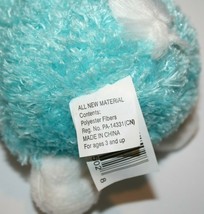 ALL NEW MATERIAL
Contents:
Polyester Fibers
Reg. No. PA-14331(CN)
MADE IN CHINA
For ages 3 and up